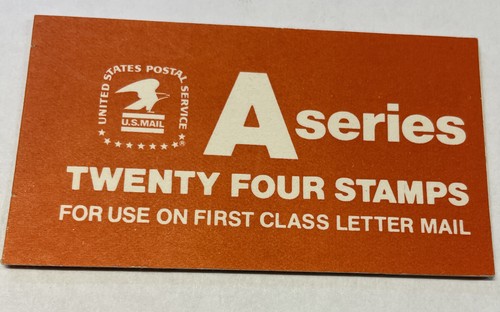 UNITED STATES POSTAL SERVICE
U.S.MAIL
A series
TWENTY FOUR STAMPS
FOR USE ON FIRST CLASS LETTER MAIL